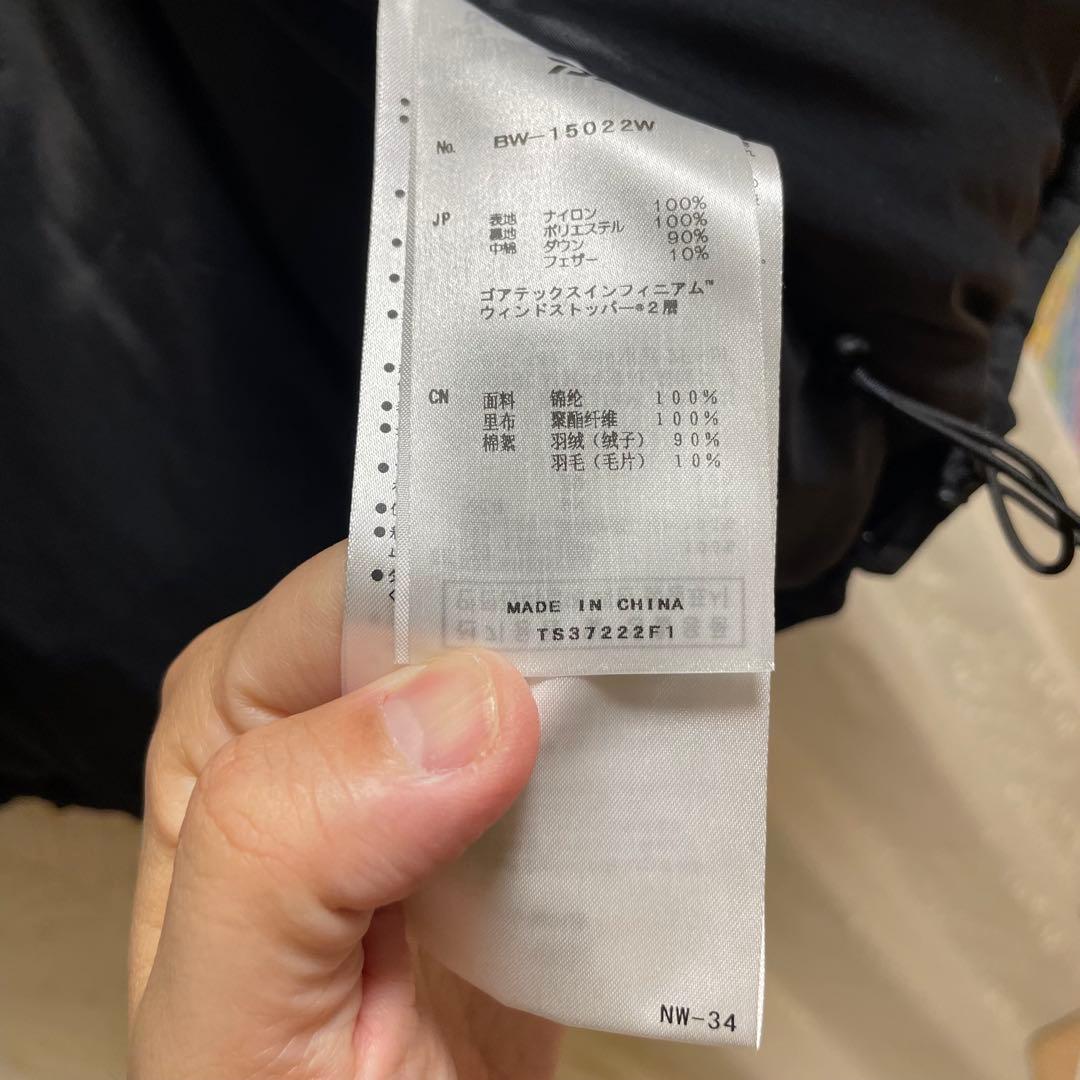 No. BW-15022W
JP 表地 ナイロン 100%
裏地 ポリエステル 100%
中綿 ダウン 90%
フェザー 10%
ゴアテックスインフィニアム™
ウィンドストッパー®2層
CN 面料 锦纶 100%
里布 聚酯纤维 100%
棉絮 羽绒(绒子) 90%
羽毛(毛片) 10%
MADE IN CHINA
TS37222F1
NW-34